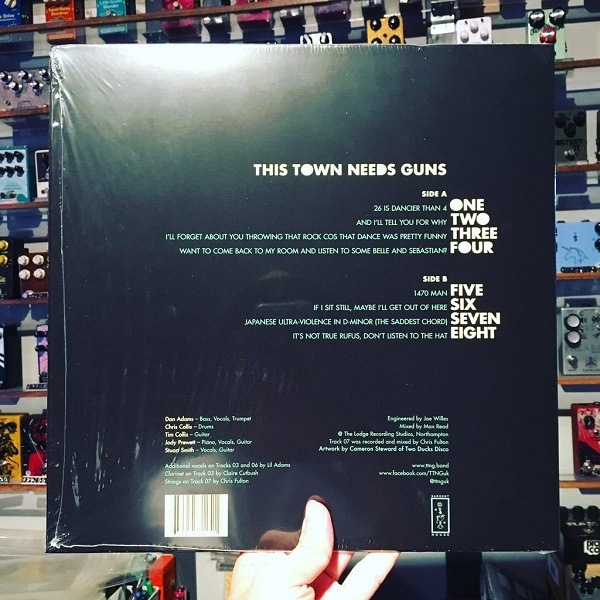 THIS TOWN NEEDS GUNS
SIDE A
26 IS DANCIER THAN 4 ONE
AND I'LL TELL YOU FOR WHY TWO
I'LL FORGET ABOUT YOU THROWING THAT ROCK COS THAT DANCE WAS PRETTY FUNNY THREE
WANT TO COME BACK TO MY ROOM AND LISTEN TO SOME BELLE AND SEBASTIAN? FOUR
SIDE B
1470 MAN FIVE
IF I SIT STILL, MAYBE I'LL GET OUT OF HERE SIX
JAPANESE ULTRA-VIOLENCE IN D-MINOR (THE SADDEST CHORD) SEVEN
IT'S NOT TRUE RUFUS, DON'T LISTEN TO THE HAT EIGHT
Dan Adams – Bass, Vocals, Trumpet
Chris Collis – Drums
Tim Collis – Guitar
Jody Prewett – Piano, Vocals, Guitar
Stuart Smith – Vocals, Guitar
Additional vocals on Tracks 03 and 06 by Lil Adams
Clarinet on Track 03 by Claire Cutbush
Strings on Track 07 by Chris Fulton
Engineered by Joe Willes
Mixed by Max Read
@ The Lodge Recording Studios, Northampton
Track 07 was recorded and mixed by Chris Fulton
Artwork by Cameron Steward of Two Ducks Disco
www.ttng.band
www.facebook.com/TTNGuk
@ttnguk
SARGENT
HOUSE